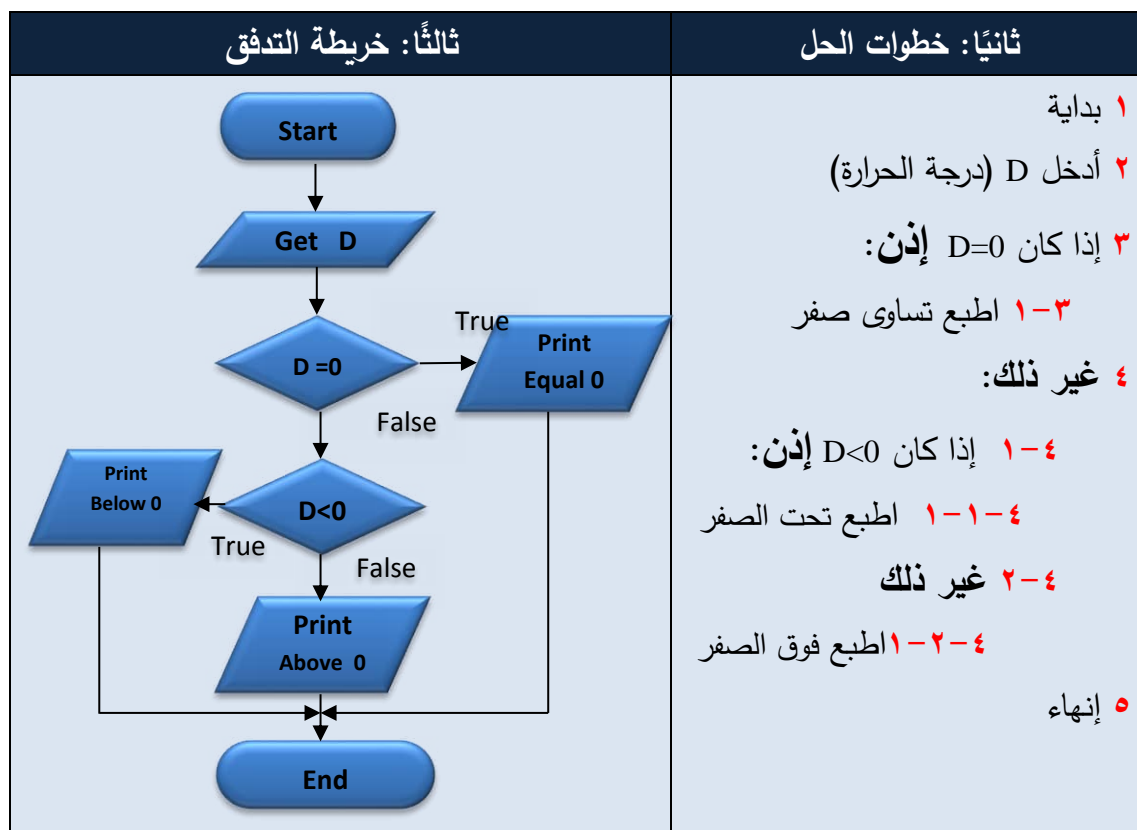 ثانيًا: خطوات الحل
١ بداية
٢ أدخل D (درجة الحرارة)
٣ إذا كان D=0 إذن:
٣-١ اطبع تساوى صفر
٤ غير ذلك:
٤-١ إذا كان D<0 إذن:
٤-١-١ اطبع تحت الصفر
٤-٢ غير ذلك
٤-٢-١اطبع فوق الصفر
٥ إنهاء
ثالثًا: خريطة التدفق
Start
Get D
D =0
True
Print
Equal 0
False
D<0
True
Print
Below 0
False
Print
Above 0
End